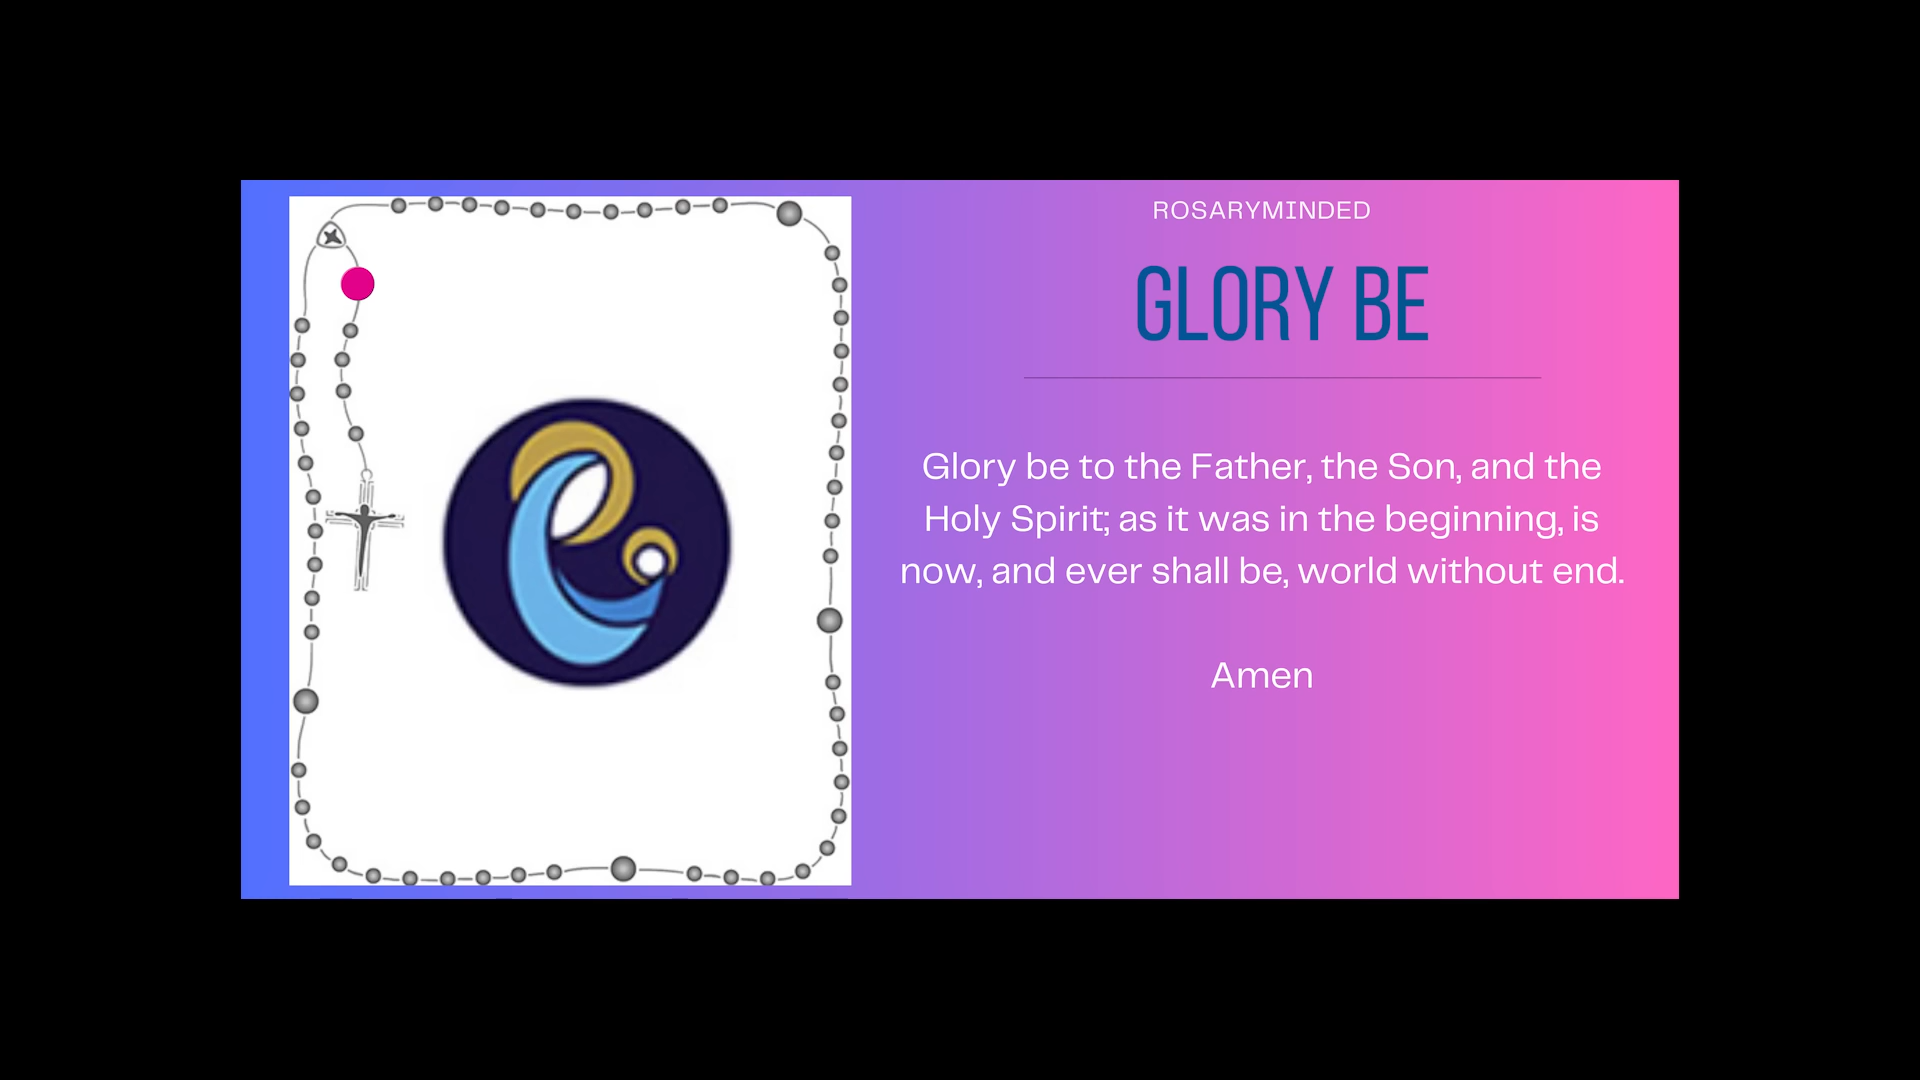 ROSARYMINDED
GLORY BE
Glory be to the Father, the Son, and the
Holy Spirit; as it was in the beginning, is
now, and ever shall be, world without end.
Amen